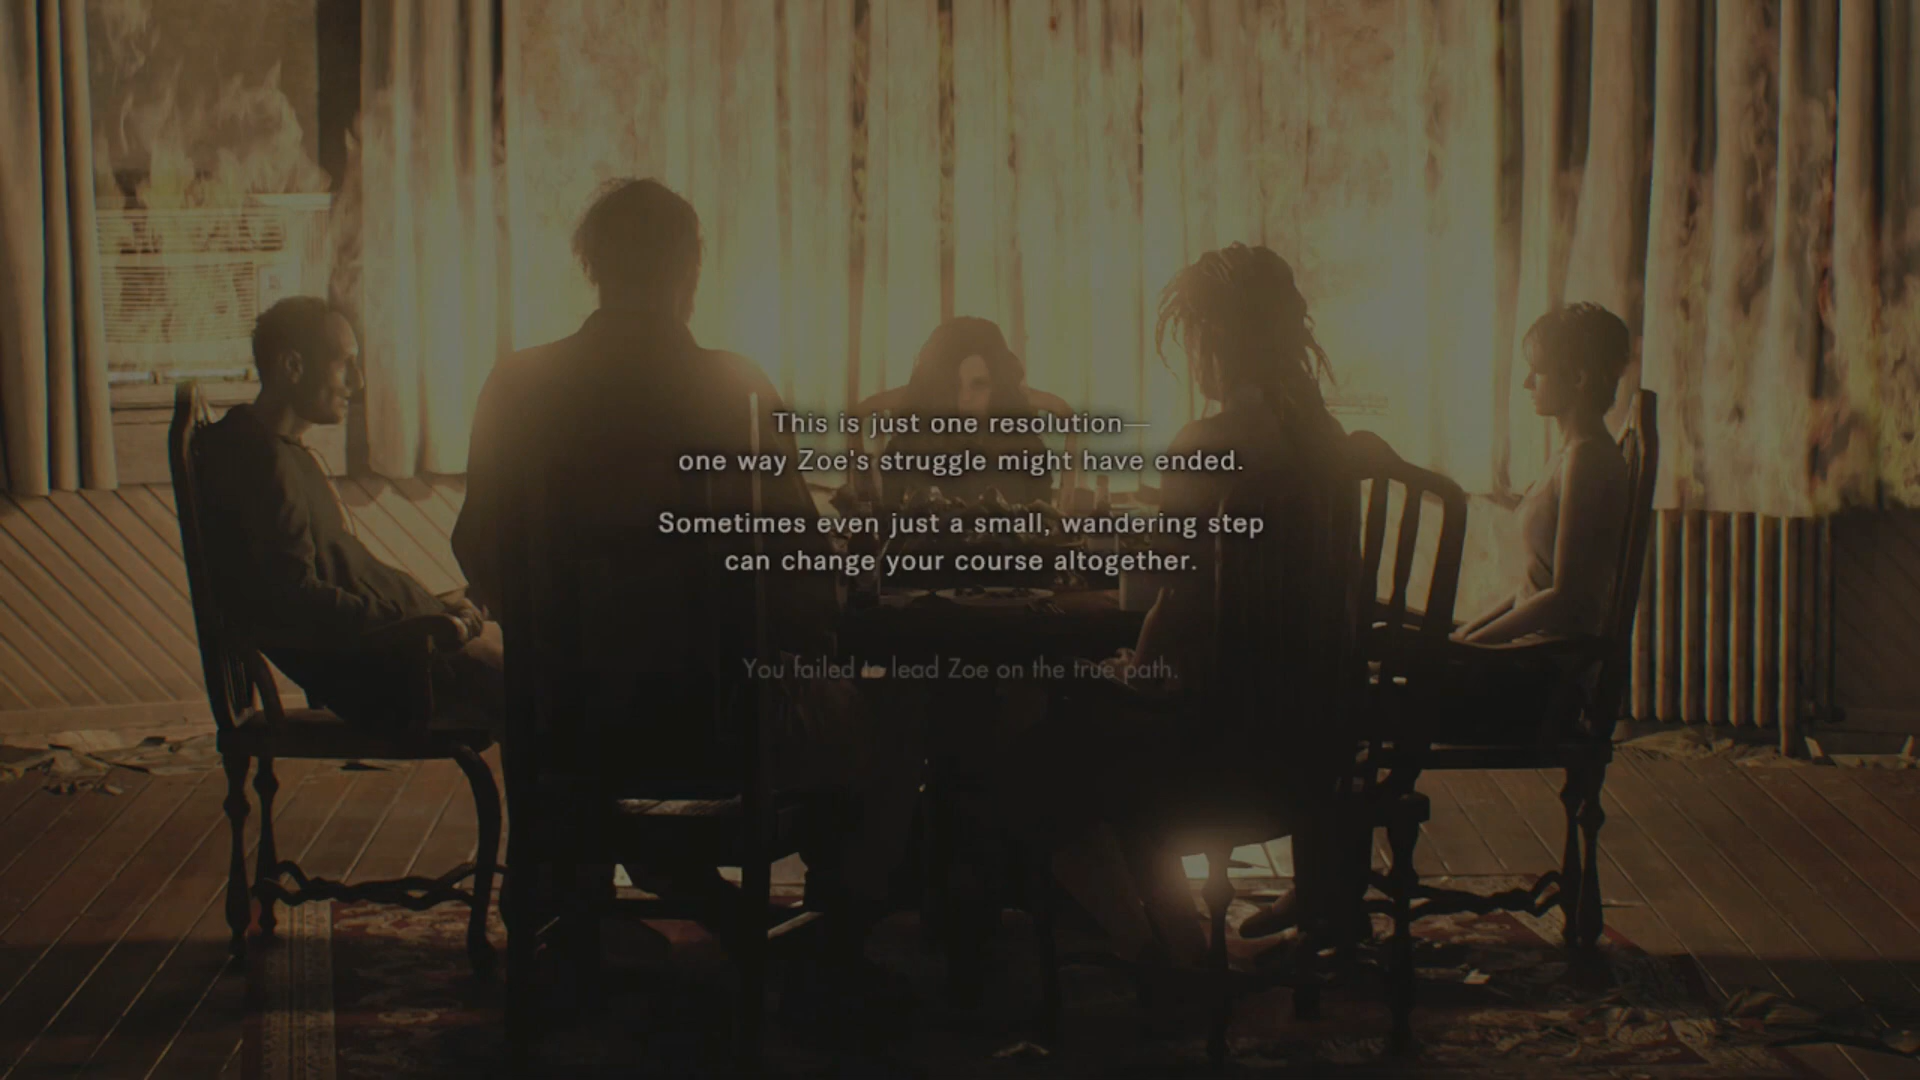 This is just one resolution—
one way Zoe's struggle might have ended.
Sometimes even just a small, wandering step
can change your course altogether.
You failed to lead Zoe on the true path.